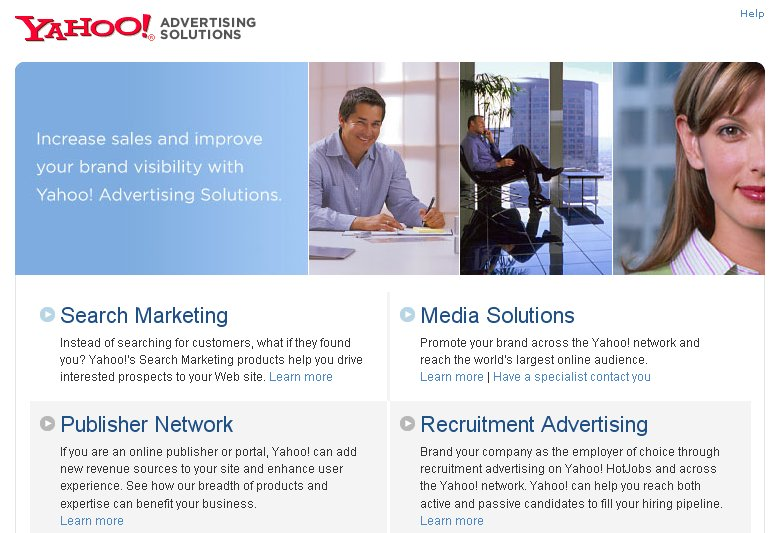 Help
YAHOO!® ADVERTISING
SOLUTIONS
Increase sales and improve
your brand visibility with
Yahoo! Advertising Solutions.
Search Marketing
Instead of searching for customers, what if they found
you? Yahoo!'s Search Marketing products help you drive
interested prospects to your Web site. Learn more
Media Solutions
Promote your brand across the Yahoo! network and
reach the world's largest online audience.
Learn more | Have a specialist contact you
Publisher Network
If you are an online publisher or portal, Yahoo! can add
new revenue sources to your site and enhance user
experience. See how our breadth of products and
expertise can benefit your business.
Learn more
Recruitment Advertising
Brand your company as the employer of choice through
recruitment advertising on Yahoo! HotJobs and across
the Yahoo! network. Yahoo! can help you reach both
active and passive candidates to fill your hiring pipeline.
Learn more